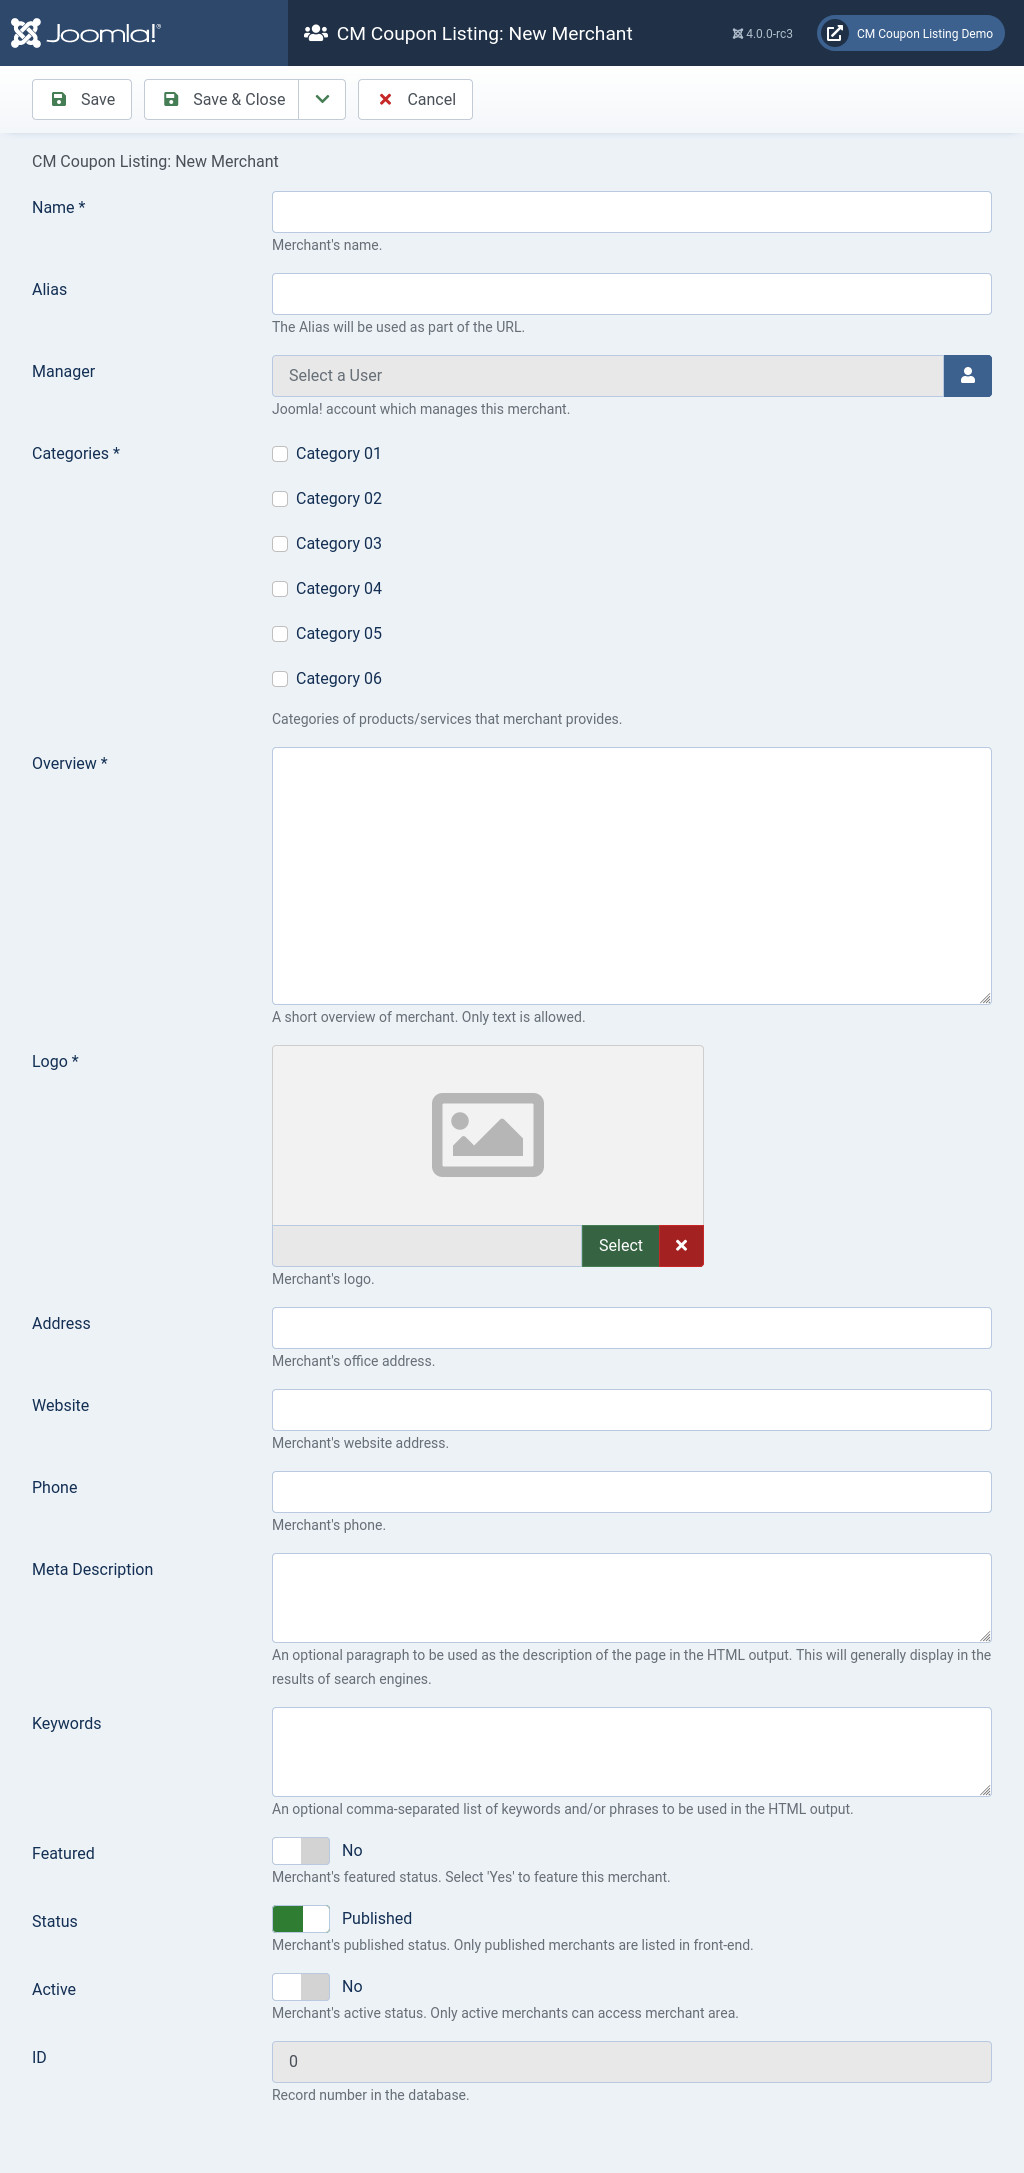 Joomla!®
CM Coupon Listing: New Merchant
4.0.0-rc3
CM Coupon Listing Demo
Save
Save & Close
Cancel
CM Coupon Listing: New Merchant
Name *
Merchant's name.
Alias
The Alias will be used as part of the URL.
Manager
Select a User
Joomla! account which manages this merchant.
Categories *
Category 01
Category 02
Category 03
Category 04
Category 05
Category 06
Categories of products/services that merchant provides.
Overview *
A short overview of merchant. Only text is allowed.
Logo *
Select
Merchant's logo.
Address
Merchant's office address.
Website
Merchant's website address.
Phone
Merchant's phone.
Meta Description
An optional paragraph to be used as the description of the page in the HTML output. This will generally display in the
results of search engines.
Keywords
An optional comma-separated list of keywords and/or phrases to be used in the HTML output.
Featured
No
Merchant's featured status. Select 'Yes' to feature this merchant.
Status
Published
Merchant's published status. Only published merchants are listed in front-end.
Active
No
Merchant's active status. Only active merchants can access merchant area.
ID
0
Record number in the database.